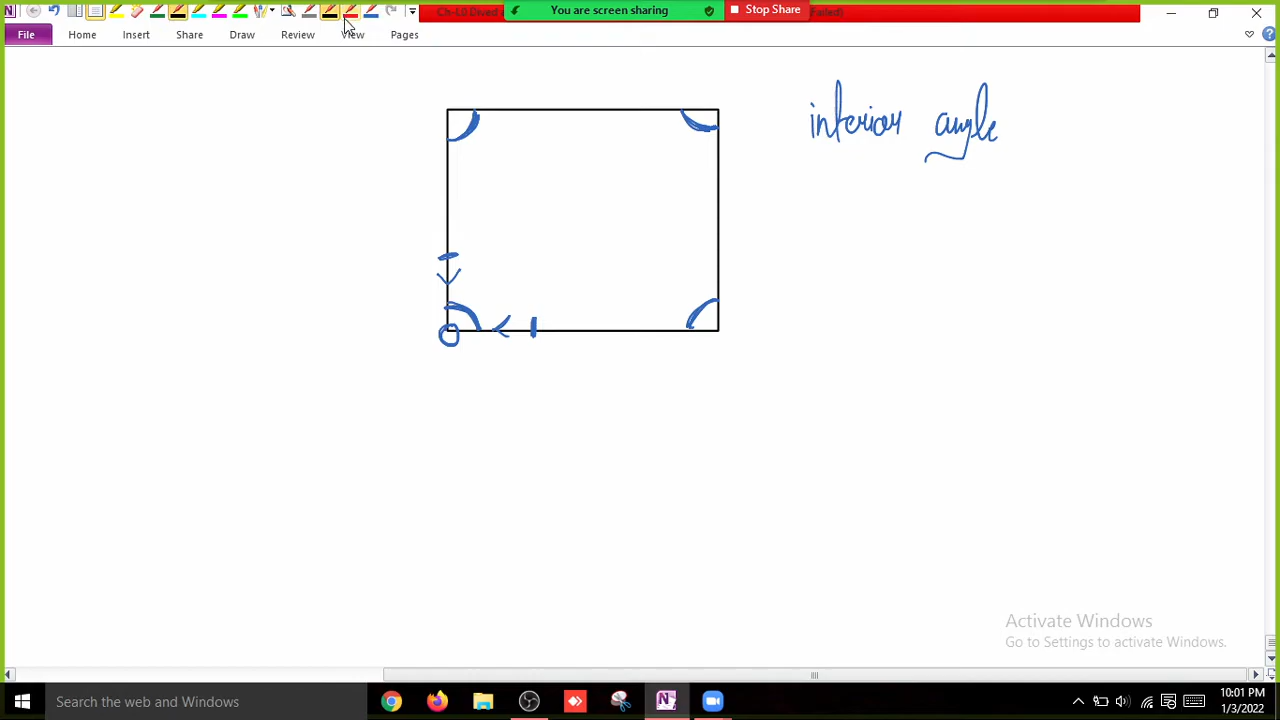 You are screen sharing
Stop Share
File Home Insert Share Draw Review View Pages
interior angle
Activate Windows
Go to Settings to activate Windows.
Search the web and Windows
10:01 PM
1/3/2022